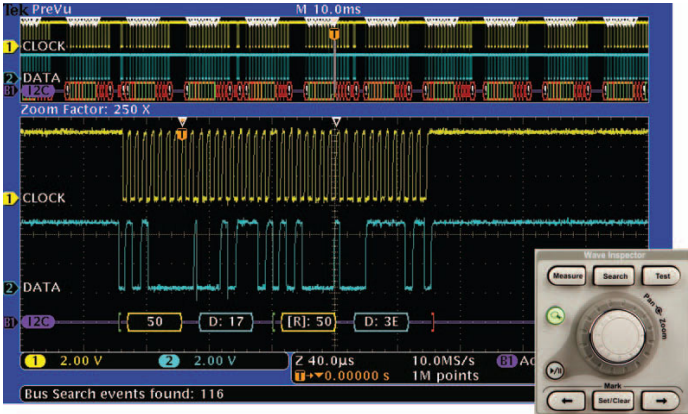 Tek PreVu M 10.0ms
1 CLOCK
2 DATA
B1 I2C
T
Zoom Factor: 250 X
T
1 CLOCK
2 DATA
B1 I2C 50 D: 17 [R]: 50 D: 3E
1 2.00 V 2 2.00 V Z 40.0µs 10.0MS/s B1
T→▼0.00000 s 1M points
Bus Search events found: 116
Wave Inspector
Measure Search Test
Pan Zoom
Mark
← Set/Clear →